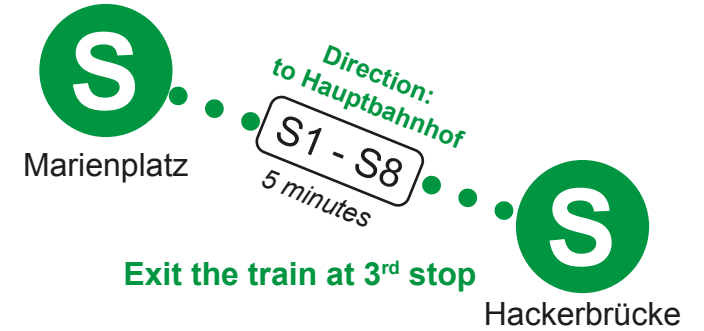 S
Marienplatz
Direction:
to Hauptbahnhof
S1 - S8
5 minutes
S
Hackerbrücke
Exit the train at 3rd stop